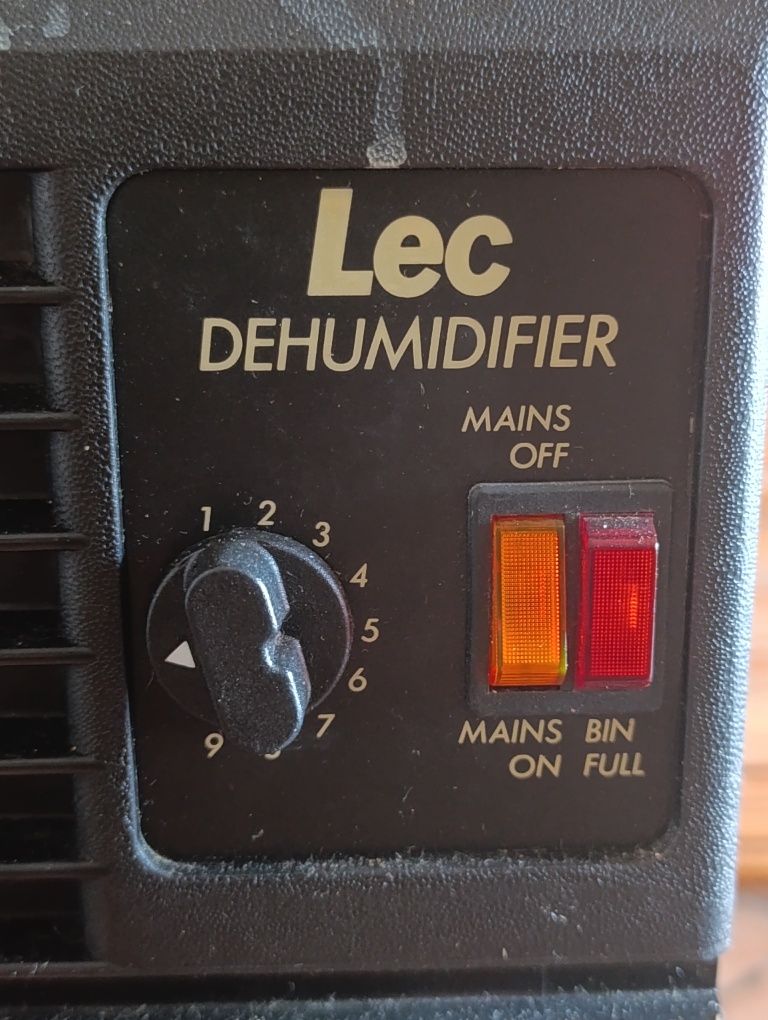 Lec
DEHUMIDIFIER
MAINS
OFF
1
2
3
4
5
6
7
9
MAINS BIN
ON FULL